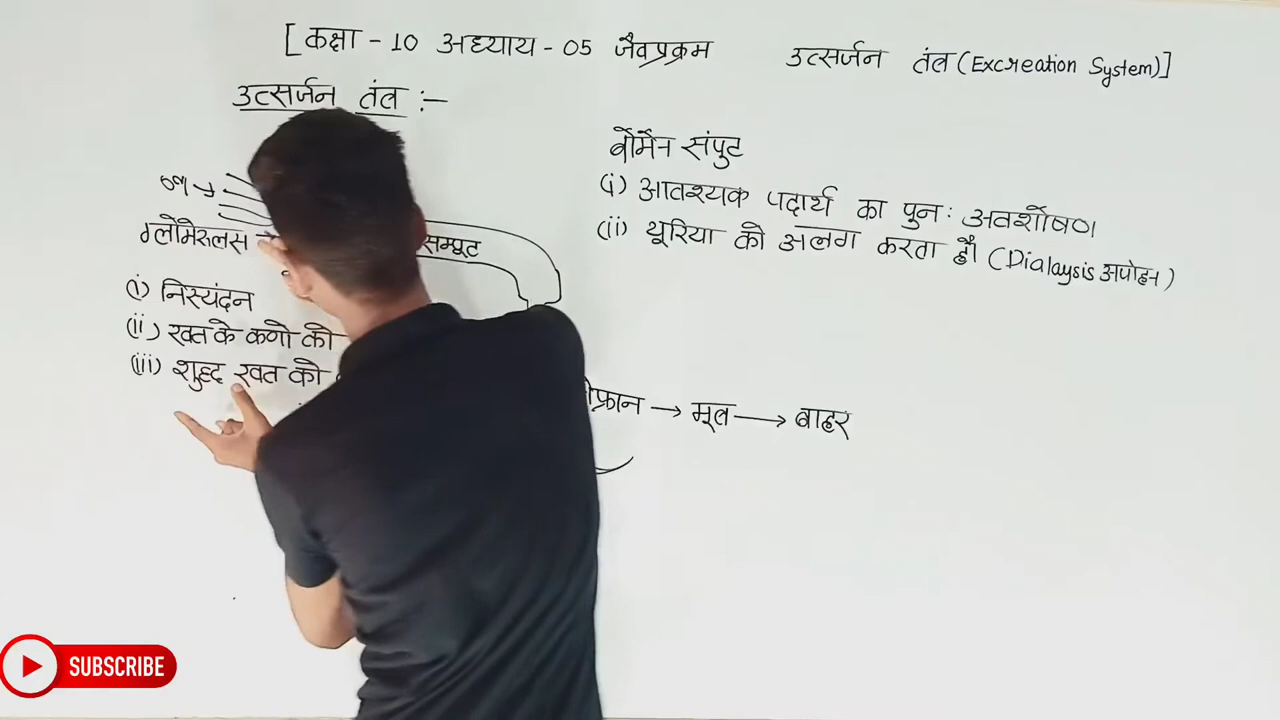 [ कक्षा - 10 अध्याय - 05 जैवप्रक्रम उत्सर्जन तंत्र (Excreation System)]
उत्सर्जन तंत्र :-
ग्लोमेरुलस →
(i) निस्यंदन
(ii) रक्त के कणो को
(iii) शुद्ध रक्त को
सम्पूट
बोमेन संपुट
(i) आवश्यक पदार्थ का पुनः अवशोषण
(ii) यूरिया को अलग करता है। (Dialaysis अपोहन)
→ मूत्र → बाहर
SUBSCRIBE